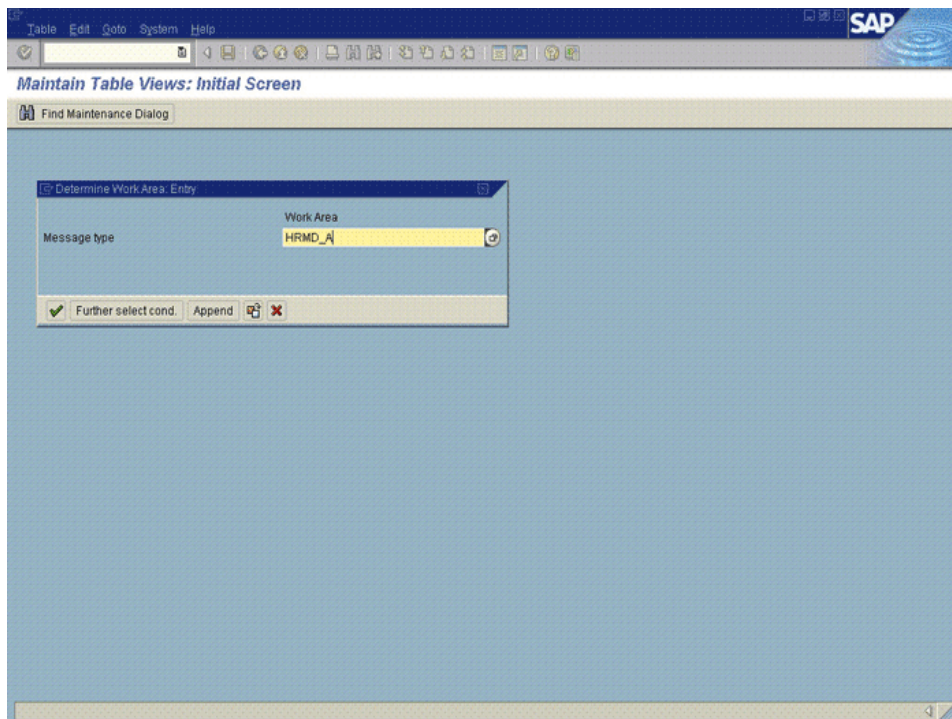 Table Edit Goto System Help
SAP
Maintain Table Views: Initial Screen
Find Maintenance Dialog
Determine Work Area: Entry
Work Area
Message type HRMD_A
Further select cond. Append